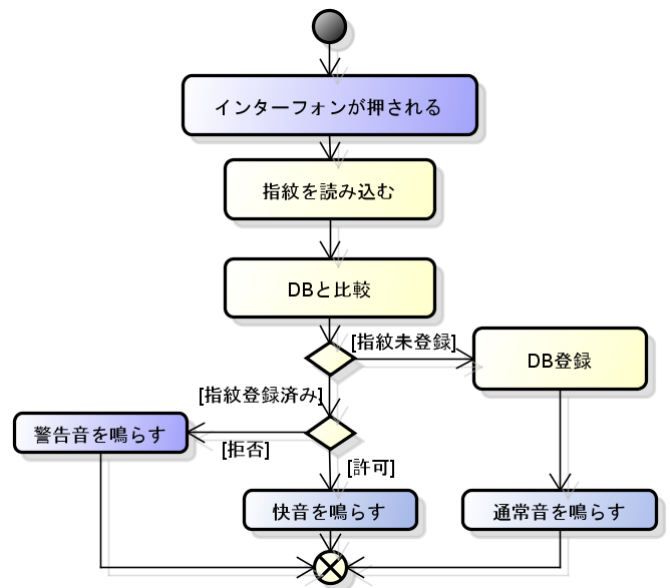 インターフォンが押される
指紋を読み込む
DBと比較
[指紋未登録]
DB登録
[指紋登録済み]
警告音を鳴らす
[拒否]
[許可]
快音を鳴らす
通常音を鳴らす